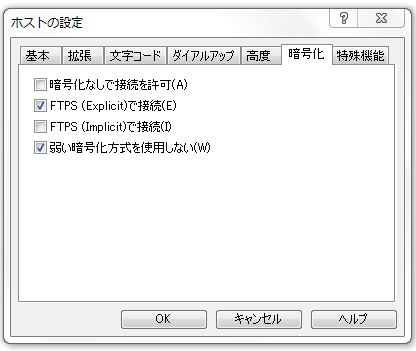 ホストの設定
基本 拡張 文字コード ダイアルアップ 高度 暗号化 特殊機能
暗号化なしで接続を許可(A)
FTPS (Explicit)で接続(E)
FTPS (Implicit)で接続(I)
弱い暗号化方式を使用しない(W)
OK キャンセル ヘルプ